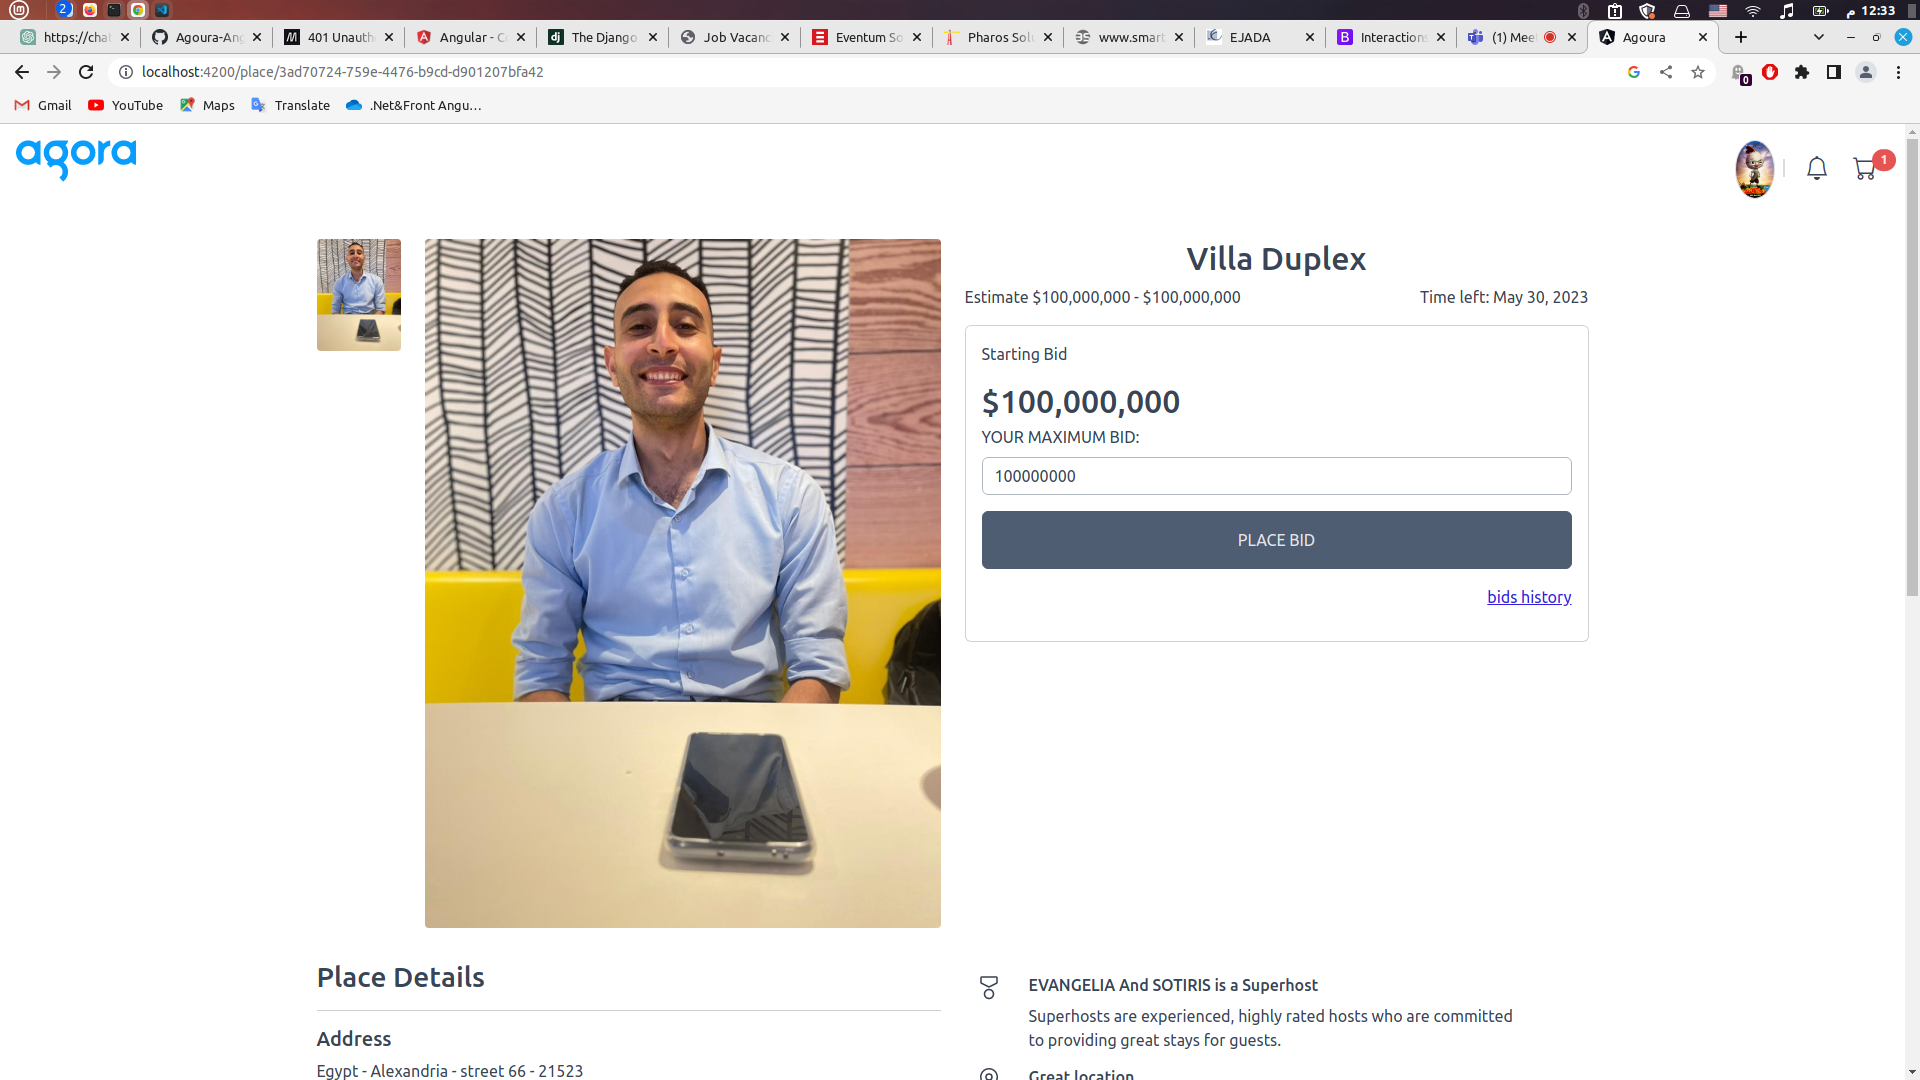 2
م 12:33
https://cha
Agoura-An
401 Unauth
Angular - C
The Django
Job Vacanc
Eventum So
Pharos Sol
www.smart
EJADA
Interaction
(1) Mee
Agoura
localhost:4200/place/3ad70724-759e-4476-b9cd-d901207bfa42
0
Gmail
YouTube
Maps
Translate
.Net&Front Angu...
agora
1
Villa Duplex
Estimate $100,000,000 - $100,000,000
Time left: May 30, 2023
Starting Bid
$100,000,000
YOUR MAXIMUM BID:
100000000
PLACE BID
bids history
Place Details
Address
Egypt - Alexandria - street 66 - 21523
EVANGELIA And SOTIRIS is a Superhost
Superhosts are experienced, highly rated hosts who are committed
to providing great stays for guests.
Great location